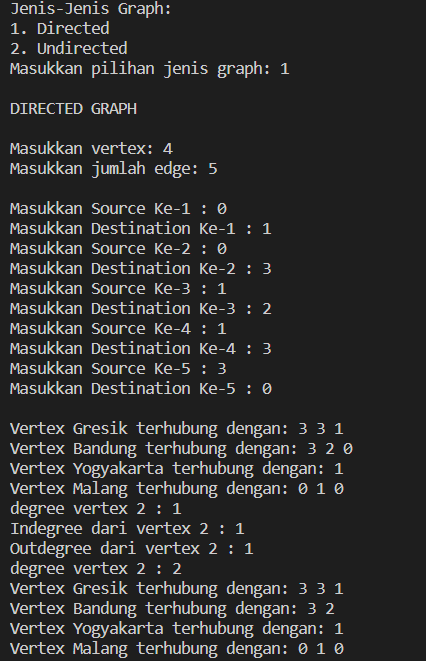 Jenis-Jenis Graph:
1. Directed
2. Undirected
Masukkan pilihan jenis graph: 1
DIRECTED GRAPH
Masukkan vertex: 4
Masukkan jumlah edge: 5
Masukkan Source Ke-1 : 0
Masukkan Destination Ke-1 : 1
Masukkan Source Ke-2 : 0
Masukkan Destination Ke-2 : 3
Masukkan Source Ke-3 : 1
Masukkan Destination Ke-3 : 2
Masukkan Source Ke-4 : 1
Masukkan Destination Ke-4 : 3
Masukkan Source Ke-5 : 3
Masukkan Destination Ke-5 : 0
Vertex Gresik terhubung dengan: 3 3 1
Vertex Bandung terhubung dengan: 3 2 0
Vertex Yogyakarta terhubung dengan: 1
Vertex Malang terhubung dengan: 0 1 0
degree vertex 2 : 1
Indegree dari vertex 2 : 1
Outdegree dari vertex 2 : 1
degree vertex 2 : 2
Vertex Gresik terhubung dengan: 3 3 1
Vertex Bandung terhubung dengan: 3 2
Vertex Yogyakarta terhubung dengan: 1
Vertex Malang terhubung dengan: 0 1 0